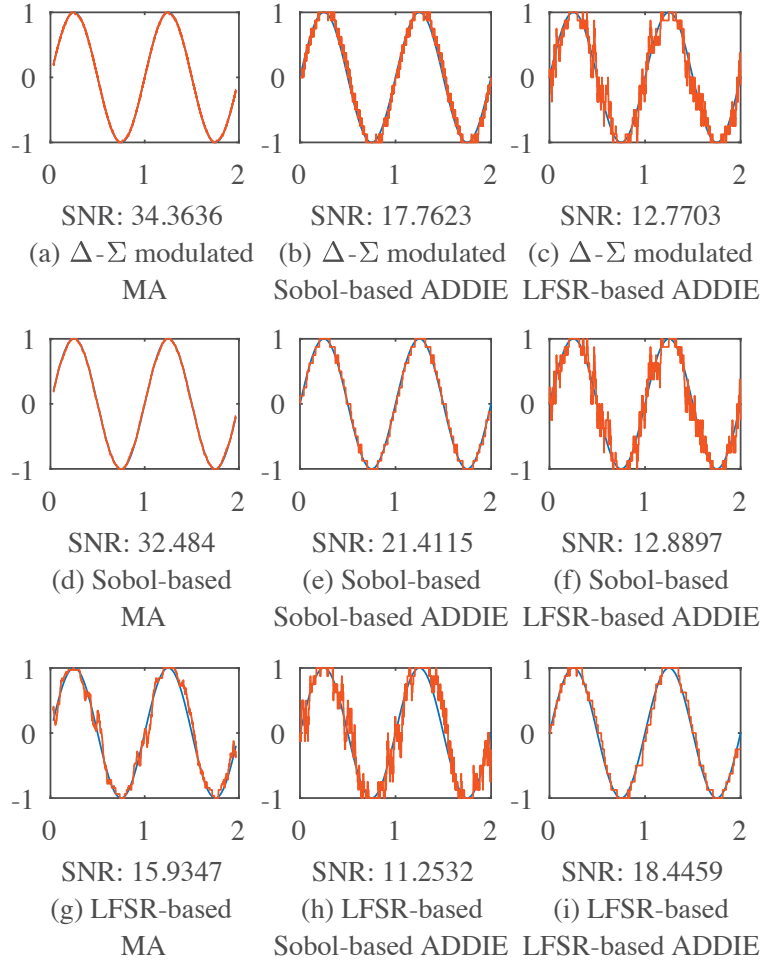 1
0
-1
0 1 2
SNR: 34.3636
(a) Δ-Σ modulated
MA
1
0
-1
0 1 2
SNR: 17.7623
(b) Δ-Σ modulated
Sobol-based ADDIE
1
0
-1
0 1 2
SNR: 12.7703
(c) Δ-Σ modulated
LFSR-based ADDIE
1
0
-1
0 1 2
SNR: 32.484
(d) Sobol-based
MA
1
0
-1
0 1 2
SNR: 21.4115
(e) Sobol-based
Sobol-based ADDIE
1
0
-1
0 1 2
SNR: 12.8897
(f) Sobol-based
LFSR-based ADDIE
1
0
-1
0 1 2
SNR: 15.9347
(g) LFSR-based
MA
1
0
-1
0 1 2
SNR: 11.2532
(h) LFSR-based
Sobol-based ADDIE
1
0
-1
0 1 2
SNR: 18.4459
(i) LFSR-based
LFSR-based ADDIE